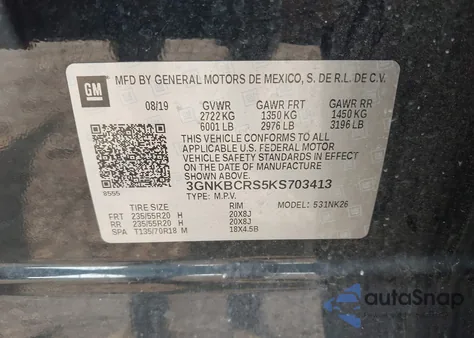 GM
MFD BY GENERAL MOTORS DE MEXICO, S. DE R.L. DE C.V.
08/19 GVWR GAWR FRT GAWR RR
2722 KG 1350 KG 1450 KG
6001 LB 2976 LB 3196 LB
THIS VEHICLE CONFORMS TO ALL
APPLICABLE U.S. FEDERAL MOTOR
VEHICLE SAFETY STANDARDS IN EFFECT
ON THE DATE OF MANUFACTURE
SHOWN ABOVE.
3GNKBCRS5KS703413
9555 TYPE: M.P.V.
TIRE SIZE RIM MODEL: 531NK26
FRT 235/55R20 H 20X8J
RR 235/55R20 H 20X8J
SPA T135/70R18 M 18X4.5B
autoSnap